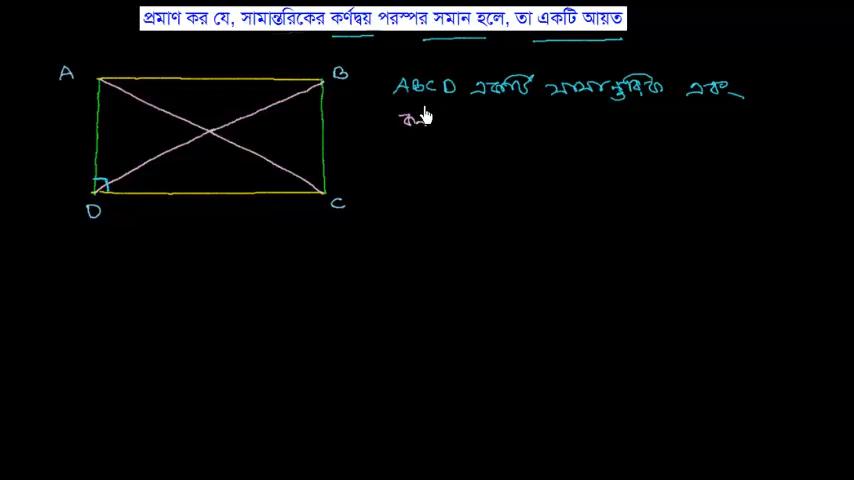 প্রমাণ কর যে, সামান্তরিকের কর্ণদ্বয় পরস্পর সমান হলে, তা একটি আয়ত
A
B
ABCD একটি সামান্তরিক এবং
D
C